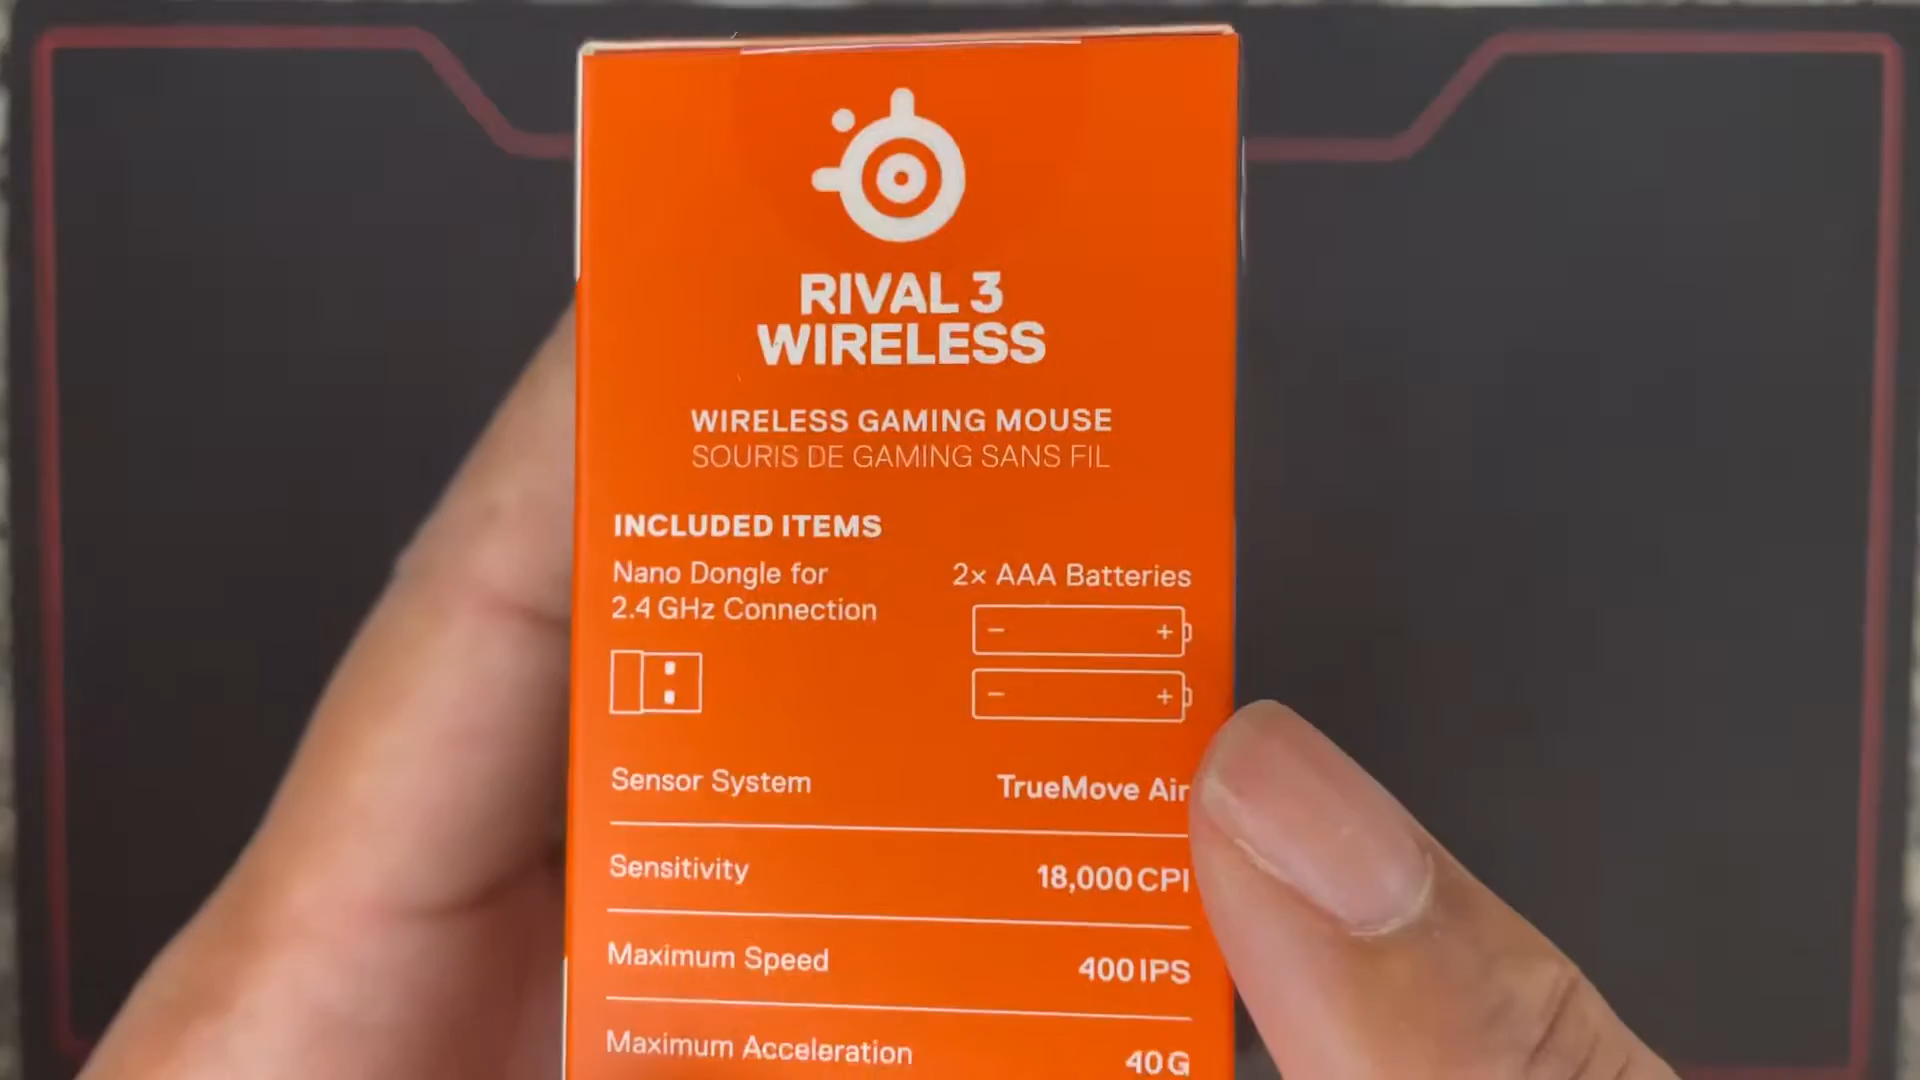 RIVAL 3
WIRELESS
WIRELESS GAMING MOUSE
SOURIS DE GAMING SANS FIL
INCLUDED ITEMS
Nano Dongle for
2.4 GHz Connection
2x AAA Batteries
- +
- +
Sensor System TrueMove Air
Sensitivity 18,000 CPI
Maximum Speed 400 IPS
Maximum Acceleration 40 G